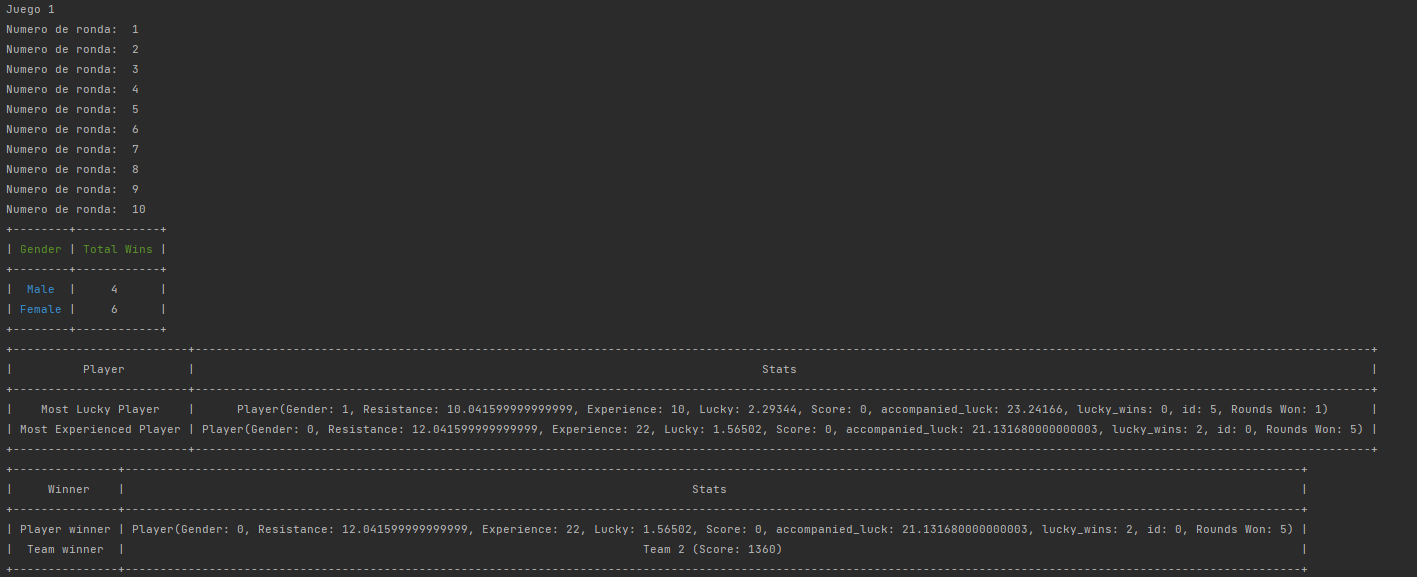 Juego 1
Numero de ronda:  1
Numero de ronda:  2
Numero de ronda:  3
Numero de ronda:  4
Numero de ronda:  5
Numero de ronda:  6
Numero de ronda:  7
Numero de ronda:  8
Numero de ronda:  9
Numero de ronda:  10
| Gender | Total Wins |
| Male | 4 |
| Female | 6 |
| Player | Stats |
| Most Lucky Player | Player(Gender: 1, Resistance: 10.041599999999999, Experience: 10, Lucky: 2.29344, Score: 0, accompanied_luck: 23.24166, lucky_wins: 0, id: 5, Rounds Won: 1) |
| Most Experienced Player | Player(Gender: 0, Resistance: 12.041599999999999, Experience: 22, Lucky: 1.56502, Score: 0, accompanied_luck: 21.131680000000003, lucky_wins: 2, id: 0, Rounds Won: 5) |
| Winner | Stats |
| Player winner | Player(Gender: 0, Resistance: 12.041599999999999, Experience: 22, Lucky: 1.56502, Score: 0, accompanied_luck: 21.131680000000003, lucky_wins: 2, id: 0, Rounds Won: 5) |
| Team winner | Team 2 (Score: 1360) |